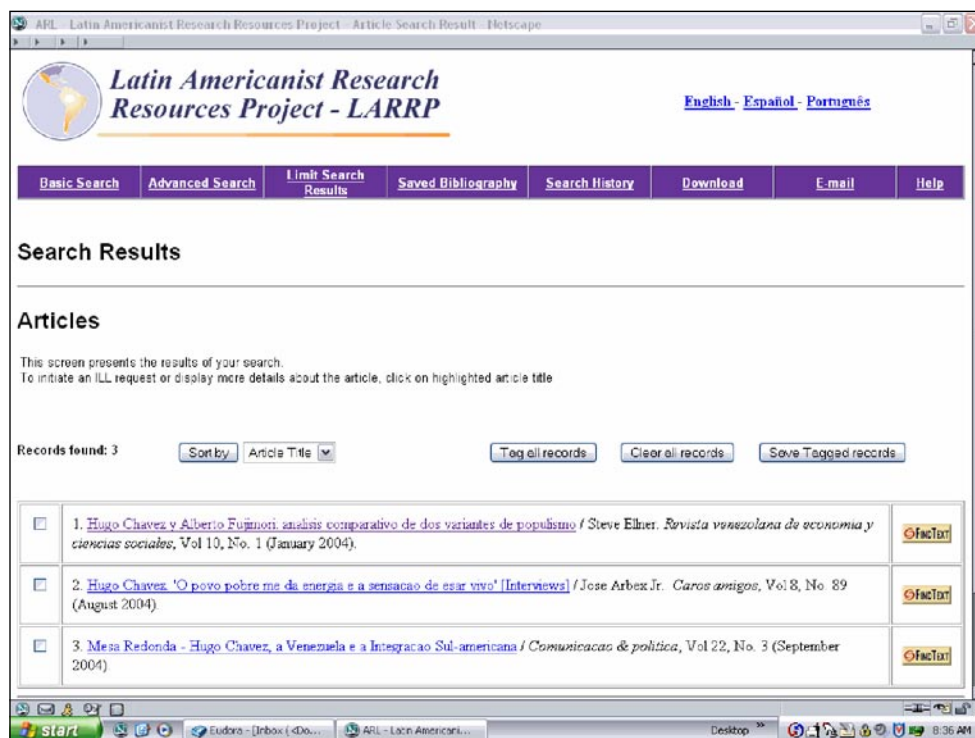 ARL - Latin Americanist Research Resources Project - Article Search Result - Netscape
Latin Americanist Research
Resources Project - LARRP
English - Español - Português
Basic Search
Advanced Search
Limit Search
Results
Saved Bibliography
Search History
Download
E-mail
Help
Search Results
Articles
This screen presents the results of your search.
To initiate an ILL request or display more details about the article, click on highlighted article title
Records found: 3
Sort by
Article Title
Tag all records
Clear all records
Save Tagged records
1. Hugo Chavez y Alberto Fujimori: analisis comparativo de dos variantes de populismo / Steve Ellner. Revista venezolana de economia y
ciencias sociales, Vol 10, No. 1 (January 2004).
FindText
2. Hugo Chavez. 'O povo pobre me da energia e a sensacao de esar vivo' [Interviews] / Jose Arbex Jr. Caros amigos, Vol 8, No. 89
(August 2004)
FindText
3. Mesa Redonda - Hugo Chavez, a Venezuela e a Integracao Sul-americana / Comunicacao & politica, Vol 22, No. 3 (September
2004)
FindText
start
Eudora - [Inbox (<Do...
ARL - Latin Americani...
Desktop
8:36 AM